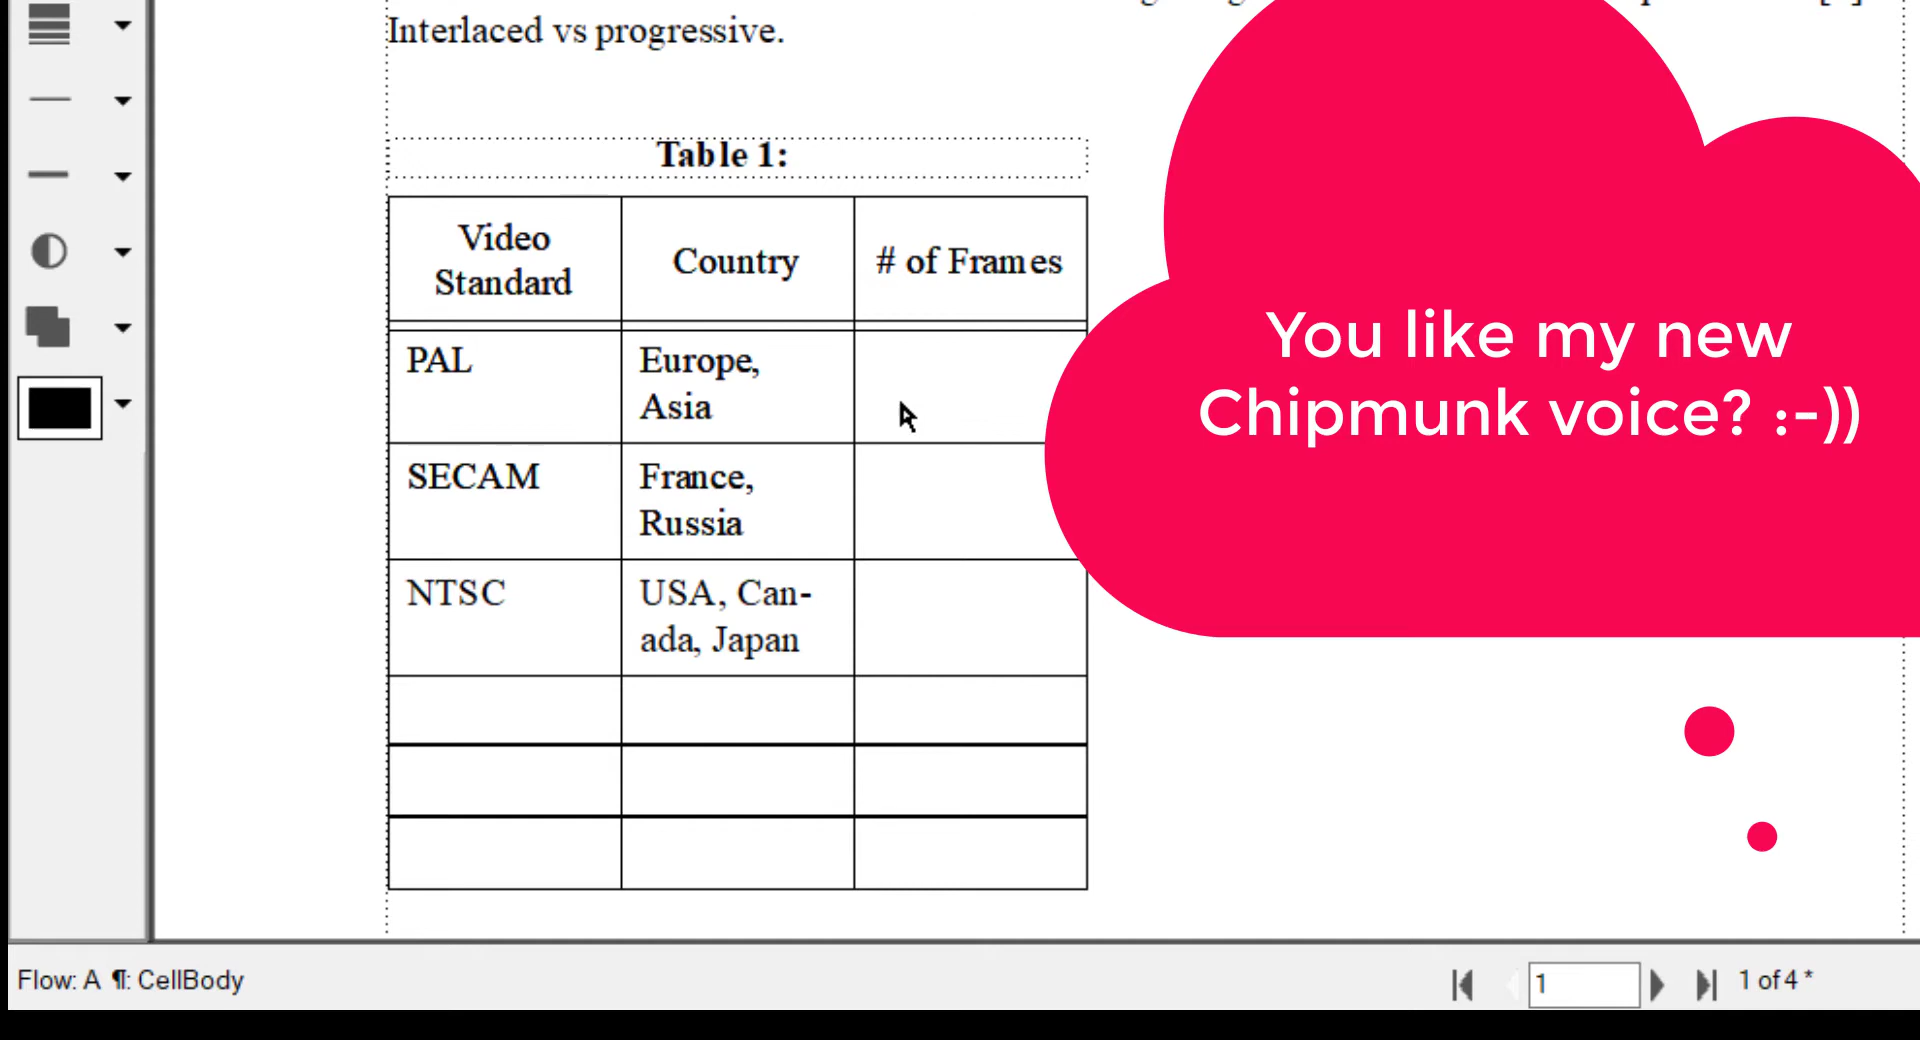 Interlaced vs progressive.
Table 1:
Video
Standard
Country
# of Frames
PAL
Europe,
Asia
SECAM
France,
Russia
NTSC
USA, Can-
ada, Japan
You like my new
Chipmunk voice? :-))
Flow: A ¶: CellBody
1
1 of 4 *